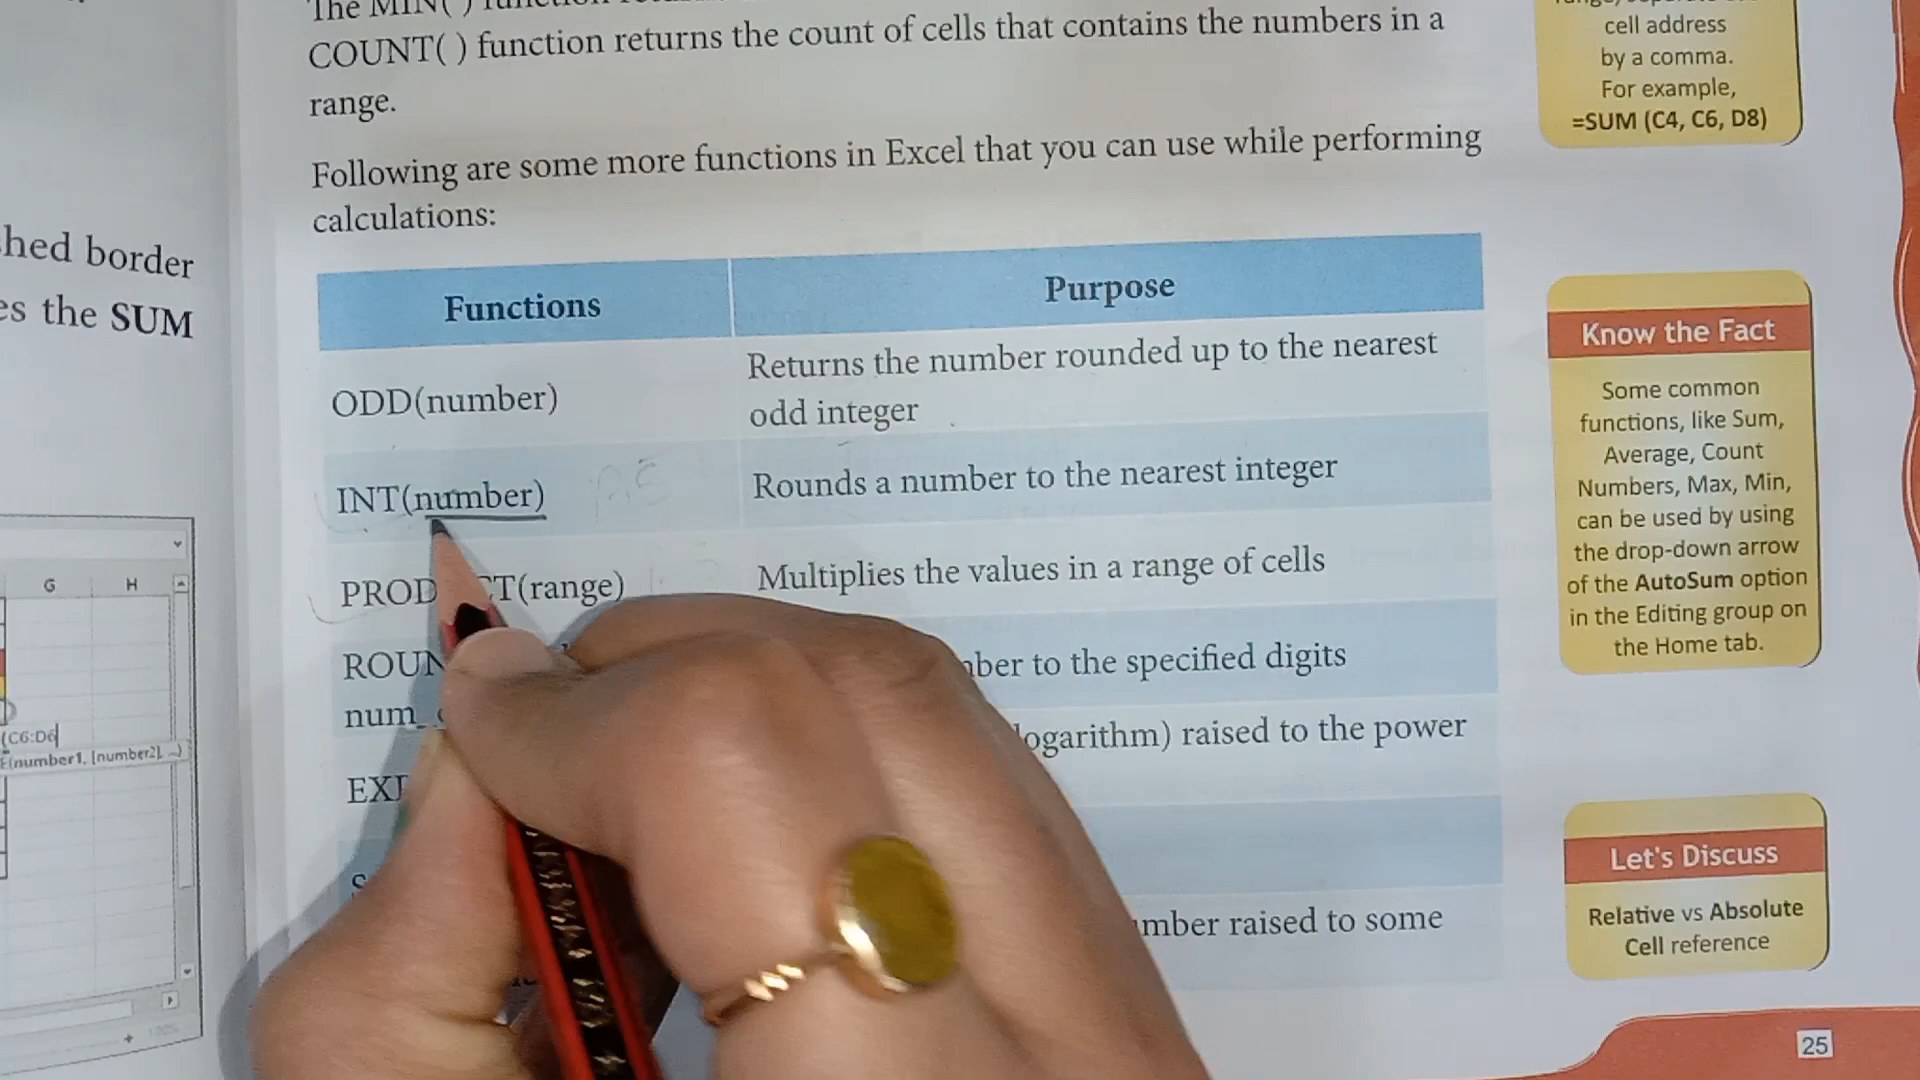 The MIN( )
COUNT( ) function returns the count of cells that contains the numbers in a
range.
Following are some more functions in Excel that you can use while performing
calculations:
Functions
Purpose
ODD(number)
Returns the number rounded up to the nearest
odd integer
INT(number)
Rounds a number to the nearest integer
PROD CT(range)
Multiplies the values in a range of cells
ROUN
ber to the specified digits
num_
ogarithm) raised to the power
EX
mber raised to some
cell address
by a comma.
For example,
=SUM (C4, C6, D8)
Know the Fact
Some common
functions, like Sum,
Average, Count
Numbers, Max, Min,
can be used by using
the drop-down arrow
of the AutoSum option
in the Editing group on
the Home tab.
Let's Discuss
Relative vs Absolute
Cell reference
25
hed border
es the SUM
G H
(C6:D6
(number1, [number2], ...)
100%